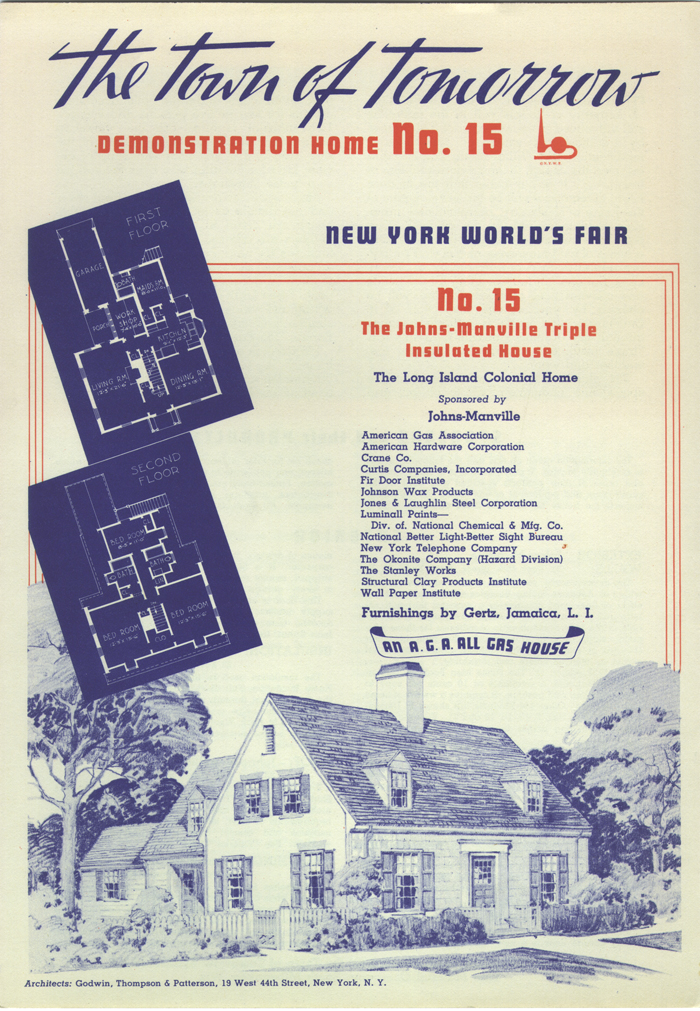 the Town of Tomorrow
DEMONSTRATION HOME No. 15
NEW YORK WORLD'S FAIR
FIRST
FLOOR
GARAGE
MAIDS RM.
PORCH
WORK
SHOP
KITCHEN
LIVING RM.
DINING RM.
SECOND
FLOOR
BED ROOM
BATH
BED ROOM
BED ROOM
No. 15
The Johns-Manville Triple
Insulated House
The Long Island Colonial Home
Sponsored by
Johns-Manville
American Gas Association
American Hardware Corporation
Crane Co.
Curtis Companies, Incorporated
Fir Door Institute
Johnson Wax Products
Jones & Laughlin Steel Corporation
Luminall Paints—
Div. of National Chemical & Mfg. Co.
National Better Light-Better Sight Bureau
New York Telephone Company
The Okonite Company (Hazard Division)
The Stanley Works
Structural Clay Products Institute
Wall Paper Institute
Furnishings by Gertz, Jamaica, L. I.
AN A.G.A. ALL GAS HOUSE
Architects: Godwin, Thompson & Patterson, 19 West 44th Street, New York, N. Y.